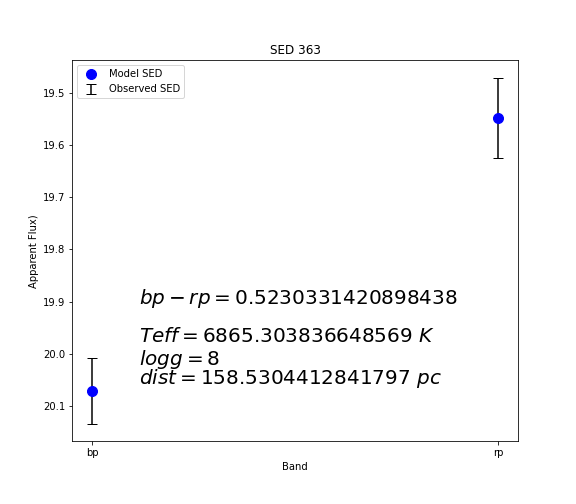 SED 363
Model SED
Observed SED
19.5
19.6
19.7
19.8
19.9
20.0
20.1
Apparent Flux)
bp − rp = 0.5230331420898438
Teff = 6865.303836648569 K
logg = 8
dist = 158.5304412841797 pc
bp
rp
Band